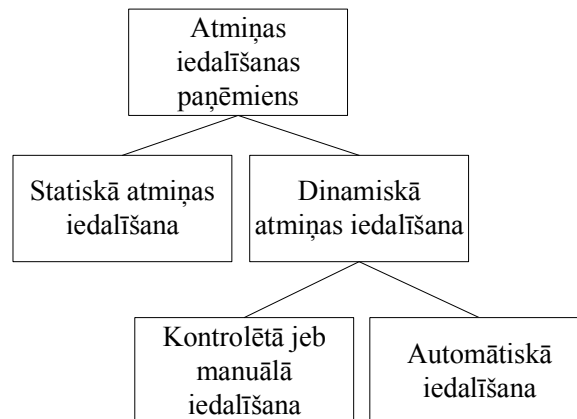 Atmiņas
iedalīšanas
paņēmiens
Statiskā atmiņas
iedalīšana
Dinamiskā
atmiņas iedalīšana
Kontrolētā jeb
manuālā
iedalīšana
Automātiskā
iedalīšana